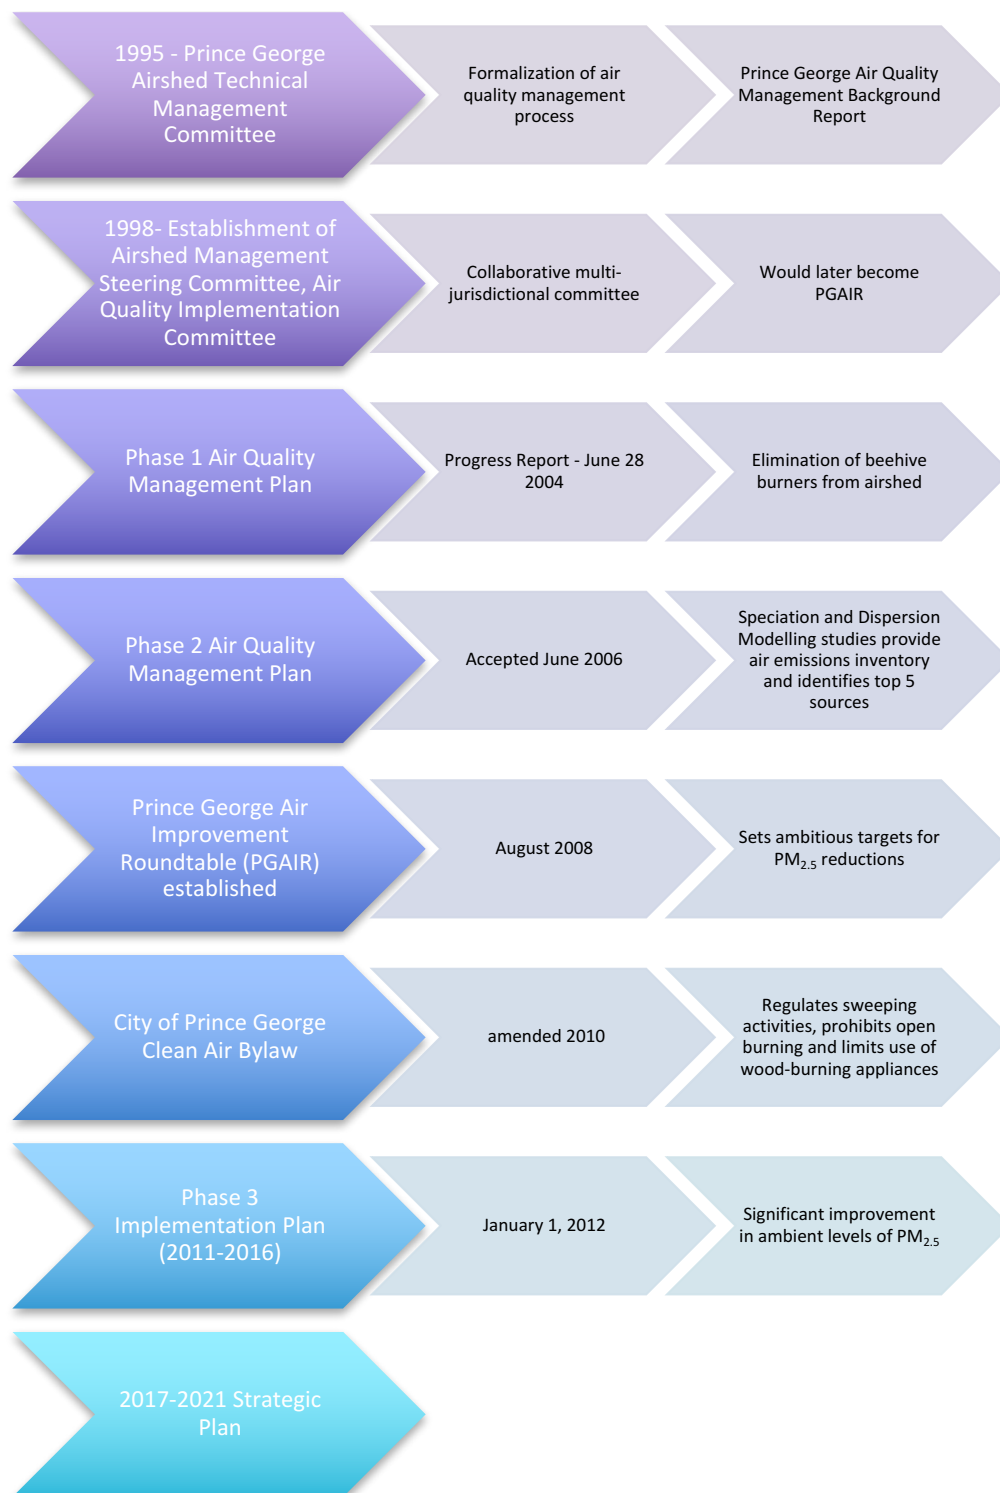 1995 - Prince George
Airshed Technical
Management
Committee
Formalization of air
quality management
process
Prince George Air Quality
Management Background
Report
1998- Establishment of
Airshed Management
Steering Committee, Air
Quality Implementation
Committee
Collaborative multi-
jurisdictional committee
Would later become
PGAIR
Phase 1 Air Quality
Management Plan
Progress Report - June 28
2004
Elimination of beehive
burners from airshed
Phase 2 Air Quality
Management Plan
Accepted June 2006
Speciation and Dispersion
Modelling studies provide
air emissions inventory
and identifies top 5
sources
Prince George Air
Improvement
Roundtable (PGAIR)
established
August 2008
Sets ambitious targets for
PM2.5 reductions
City of Prince George
Clean Air Bylaw
amended 2010
Regulates sweeping
activities, prohibits open
burning and limits use of
wood-burning appliances
Phase 3
Implementation Plan
(2011-2016)
January 1, 2012
Significant improvement
in ambient levels of PM2.5
2017-2021 Strategic
Plan